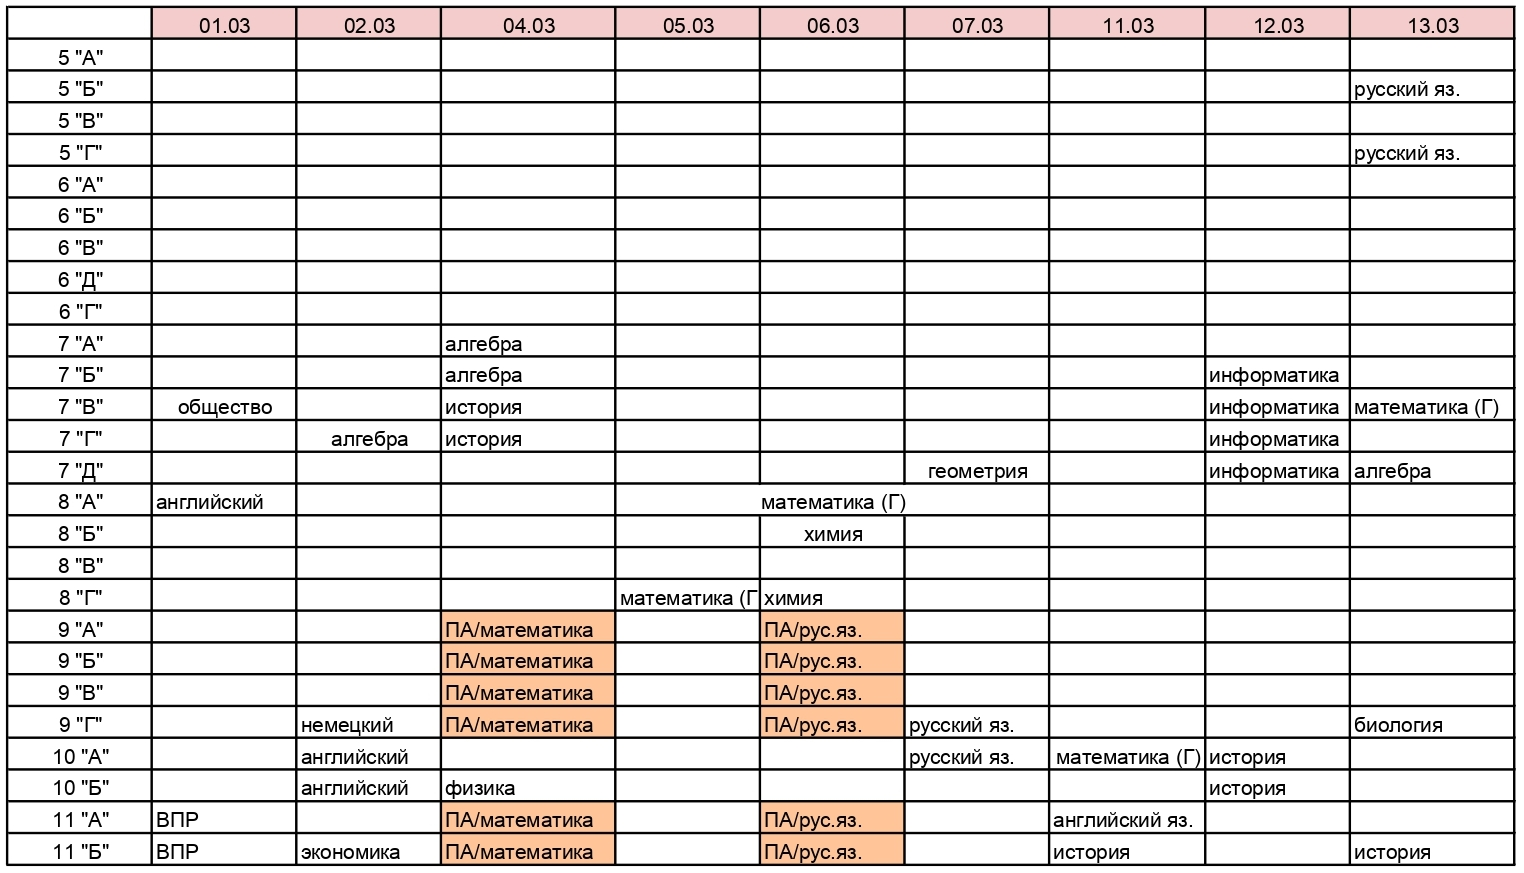 01.03 02.03 04.03 05.03 06.03 07.03 11.03 12.03 13.03
5 "А"
5 "Б" русский яз.
5 "В"
5 "Г" русский яз.
6 "А"
6 "Б"
6 "В"
6 "Д"
6 "Г"
7 "А" алгебра
7 "Б" алгебра информатика
7 "В" общество история информатика математика (Г)
7 "Г" алгебра история информатика
7 "Д" геометрия информатика алгебра
8 "А" английский математика (Г)
8 "Б" химия
8 "В"
8 "Г" математика (Г химия
9 "А" ПА/математика ПА/рус.яз.
9 "Б" ПА/математика ПА/рус.яз.
9 "В" ПА/математика ПА/рус.яз.
9 "Г" немецкий ПА/математика ПА/рус.яз. русский яз. биология
10 "А" английский русский яз. математика (Г) история
10 "Б" английский физика история
11 "А" ВПР ПА/математика ПА/рус.яз. английский яз.
11 "Б" ВПР экономика ПА/математика ПА/рус.яз. история история